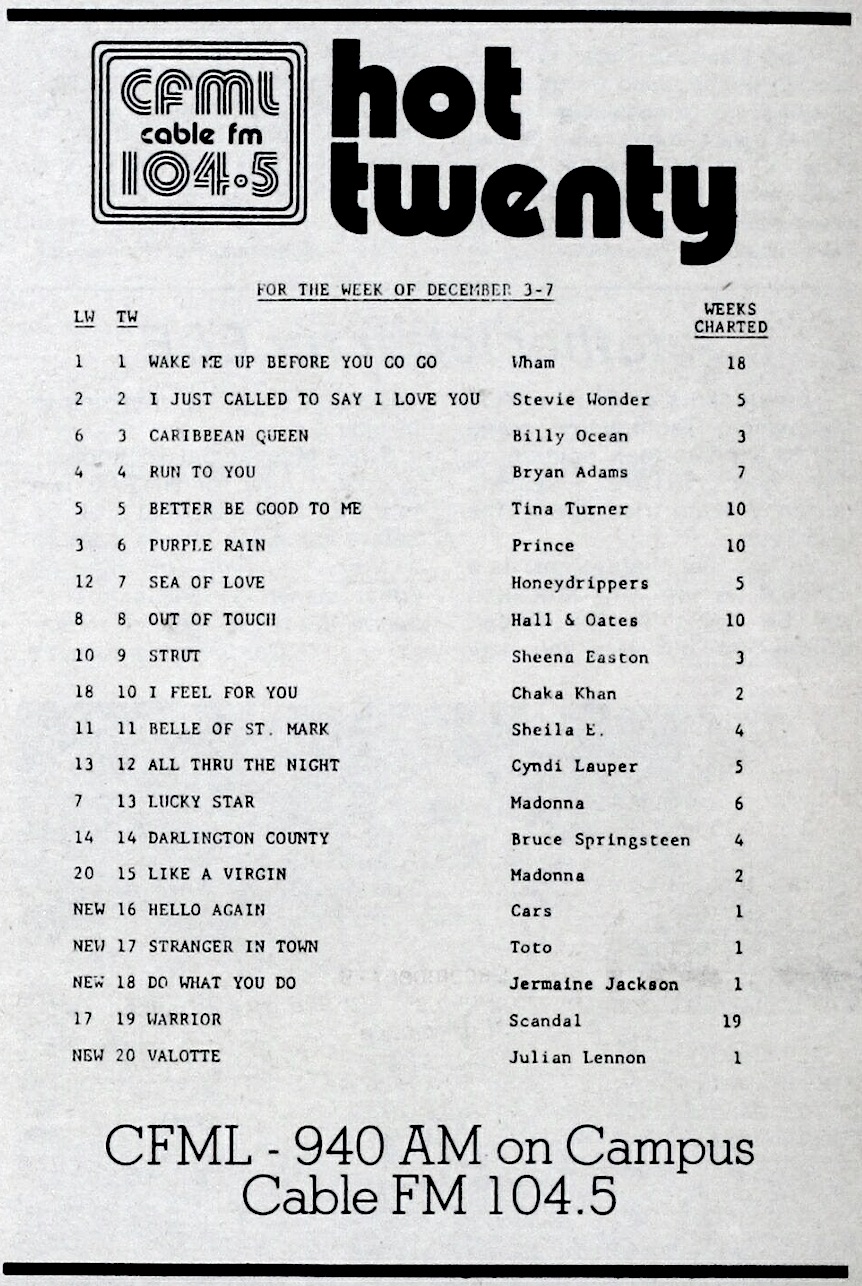 CFML
cable fm
104.5
hot
twenty
FOR THE WEEK OF DECEMBER 3-7
LW TW WEEKS CHARTED
1 1 WAKE ME UP BEFORE YOU GO GO Wham 18
2 2 I JUST CALLED TO SAY I LOVE YOU Stevie Wonder 5
6 3 CARIBBEAN QUEEN Billy Ocean 3
4 4 RUN TO YOU Bryan Adams 7
5 5 BETTER BE GOOD TO ME Tina Turner 10
3 6 PURPLE RAIN Prince 10
12 7 SEA OF LOVE Honeydrippers 5
8 8 OUT OF TOUCH Hall & Oates 10
10 9 STRUT Sheena Easton 3
18 10 I FEEL FOR YOU Chaka Khan 2
11 11 BELLE OF ST. MARK Sheila E. 4
13 12 ALL THRU THE NIGHT Cyndi Lauper 5
7 13 LUCKY STAR Madonna 6
14 14 DARLINGTON COUNTY Bruce Springsteen 4
20 15 LIKE A VIRGIN Madonna 2
NEW 16 HELLO AGAIN Cars 1
NEW 17 STRANGER IN TOWN Toto 1
NEW 18 DO WHAT YOU DO Jermaine Jackson 1
17 19 WARRIOR Scandal 19
NEW 20 VALOTTE Julian Lennon 1
CFML - 940 AM on Campus
Cable FM 104.5